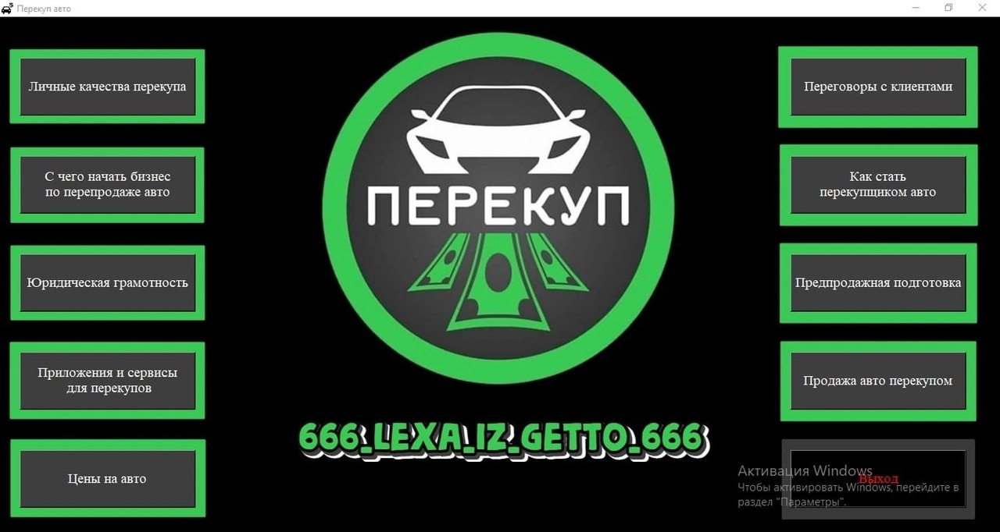 Перекуп авто
Личные качества перекупа
С чего начать бизнес
по перепродаже авто
Юридическая грамотность
Приложения и сервисы
для перекупов
Цены на авто
ПЕРЕКУП
666_LEXA_IZ_GETTO_666
Переговоры с клиентами
Как стать
перекупщиком авто
Предпродажная подготовка
Продажа авто перекупом
Выход
Активация Windows
Чтобы активировать Windows, перейдите в
раздел "Параметры".